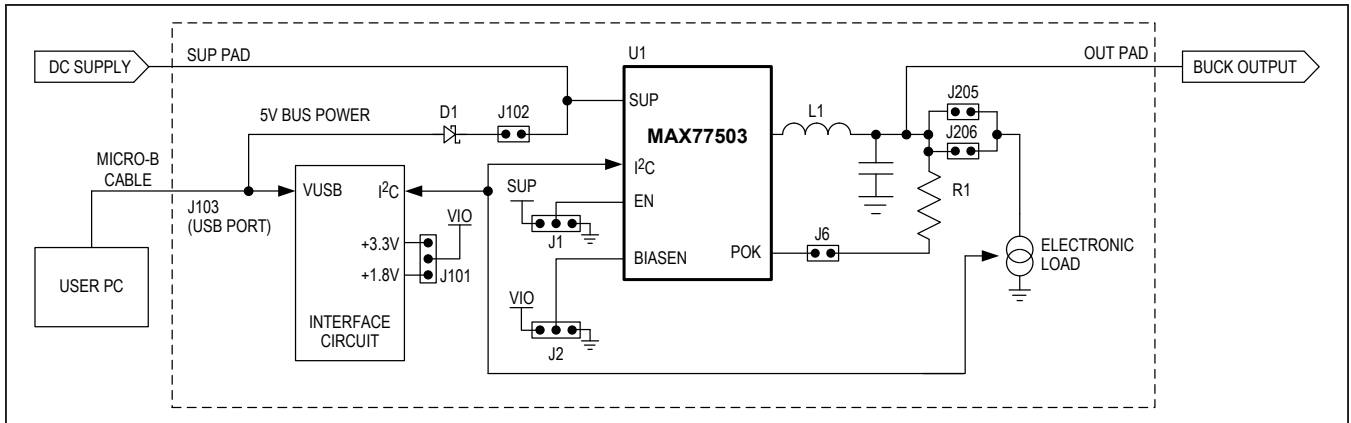 DC SUPPLY
SUP PAD
U1
OUT PAD
BUCK OUTPUT
5V BUS POWER
D1
J102
SUP
MAX77503
L1
J205
J206
MICRO-B
CABLE
J103
(USB PORT)
VUSB
I²C
I²C
SUP
EN
J1
R1
VIO
+3.3V
+1.8V
J101
BIASEN
POK
J6
ELECTRONIC
LOAD
USER PC
VIO
INTERFACE
CIRCUIT
J2